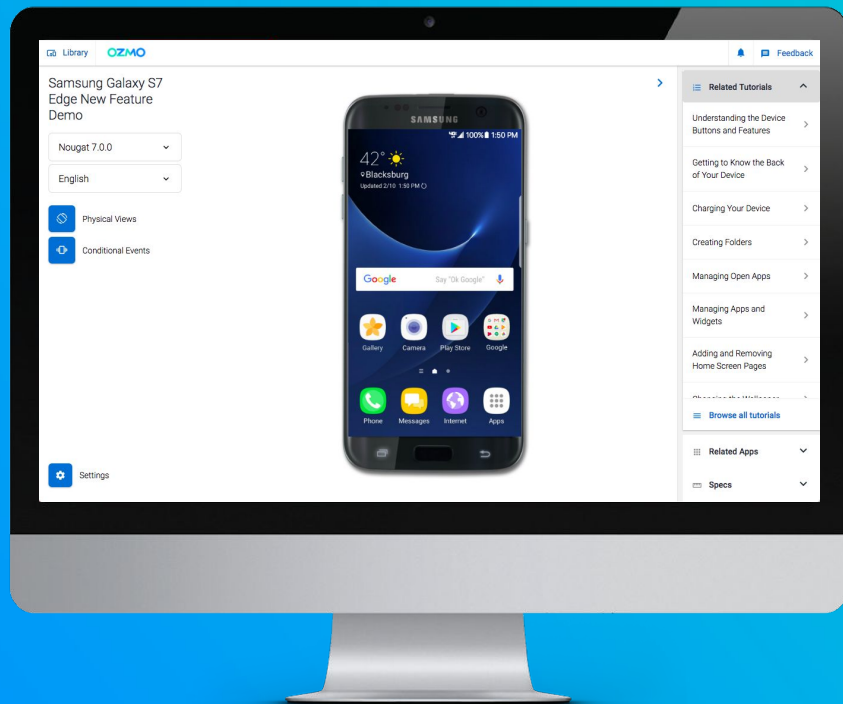 Library
OZMO
Feedback
Samsung Galaxy S7
Edge New Feature
Demo
Nougat 7.0.0
English
Physical Views
Conditional Events
Settings
SAMSUNG
100% 1:50 PM
42°
Blacksburg
Updated 2/10 1:50 PM
Google
Say "Ok Google"
Gallery
Camera
Play Store
Google
Phone
Messages
Internet
Apps
Related Tutorials
Understanding the Device
Buttons and Features
Getting to Know the Back
of Your Device
Charging Your Device
Creating Folders
Managing Open Apps
Managing Apps and
Widgets
Adding and Removing
Home Screen Pages
Browse all tutorials
Related Apps
Specs